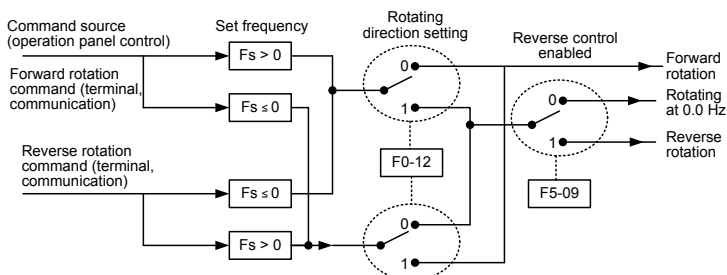 Command source
(operation panel control)
Forward rotation
command (terminal,
communication)
Reverse rotation
command (terminal,
communication)
Set frequency
Fs > 0
Fs ≤ 0
Fs ≤ 0
Fs > 0
Rotating
direction setting
0
1
F0-12
0
1
Reverse control
enabled
0
1
F5-09
Forward
rotation
Rotating
at 0.0 Hz
Reverse
rotation